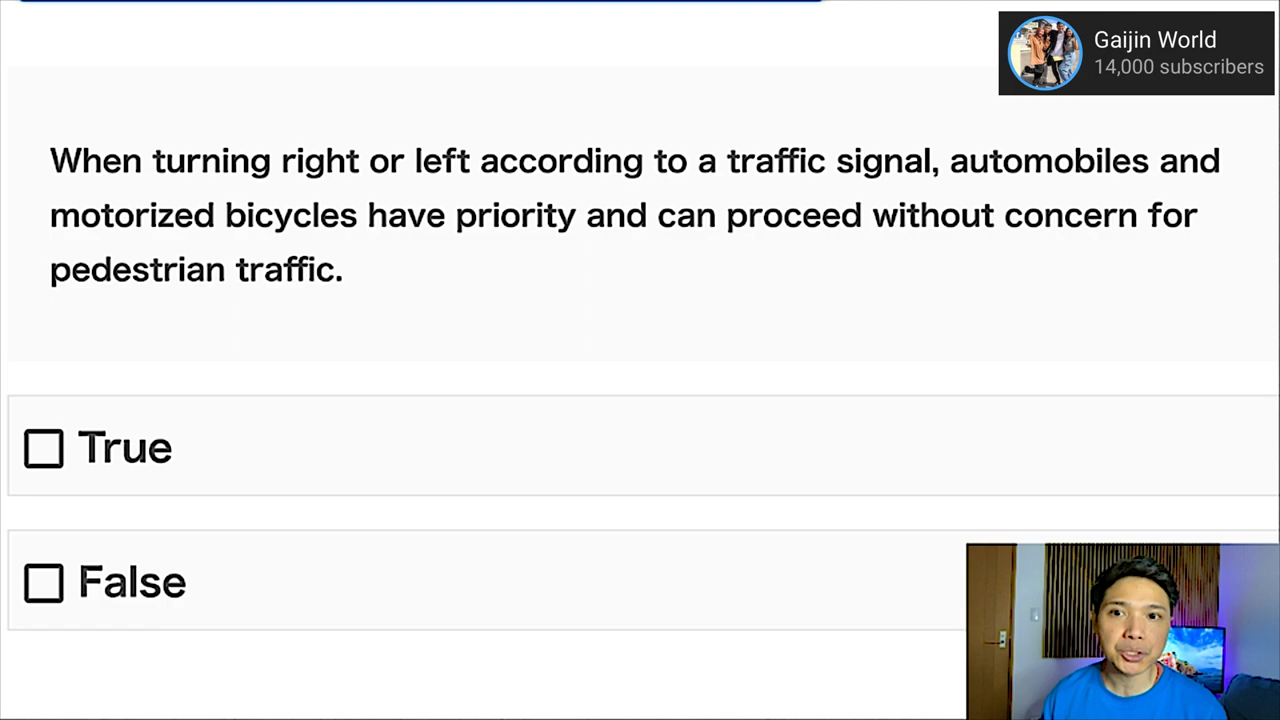 Gaijin World
14,000 subscribers
When turning right or left according to a traffic signal, automobiles and
motorized bicycles have priority and can proceed without concern for
pedestrian traffic.
True
False